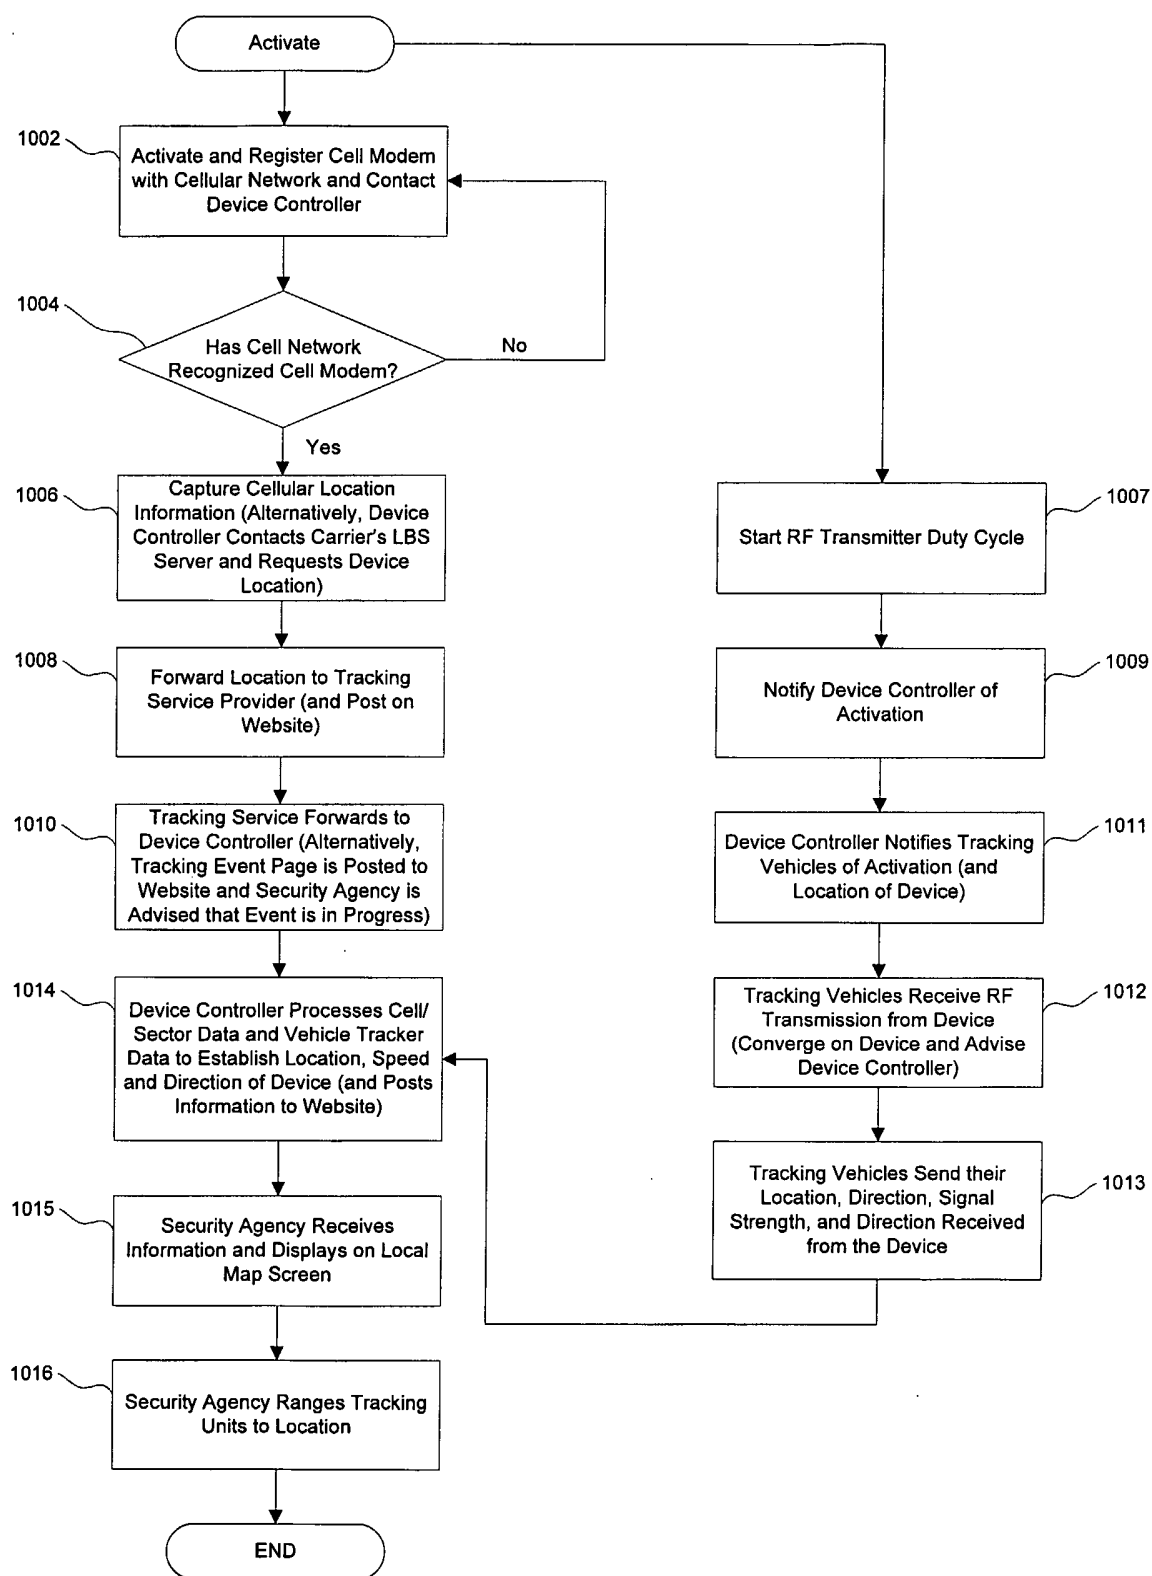 Activate
1002
Activate and Register Cell Modem
with Cellular Network and Contact
Device Controller
1004
Has Cell Network
Recognized Cell Modem?
No
Yes
1006
Capture Cellular Location
Information (Alternatively, Device
Controller Contacts Carrier's LBS
Server and Requests Device
Location)
1008
Forward Location to Tracking
Service Provider (and Post on
Website)
1010
Tracking Service Forwards to
Device Controller (Alternatively,
Tracking Event Page is Posted to
Website and Security Agency is
Advised that Event is in Progress)
1014
Device Controller Processes Cell/
Sector Data and Vehicle Tracker
Data to Establish Location, Speed
and Direction of Device (and Posts
Information to Website)
1015
Security Agency Receives
Information and Displays on Local
Map Screen
1016
Security Agency Ranges Tracking
Units to Location
END
1007
Start RF Transmitter Duty Cycle
1009
Notify Device Controller of
Activation
1011
Device Controller Notifies Tracking
Vehicles of Activation (and
Location of Device)
1012
Tracking Vehicles Receive RF
Transmission from Device
(Converge on Device and Advise
Device Controller)
1013
Tracking Vehicles Send their
Location, Direction, Signal
Strength, and Direction Received
from the Device